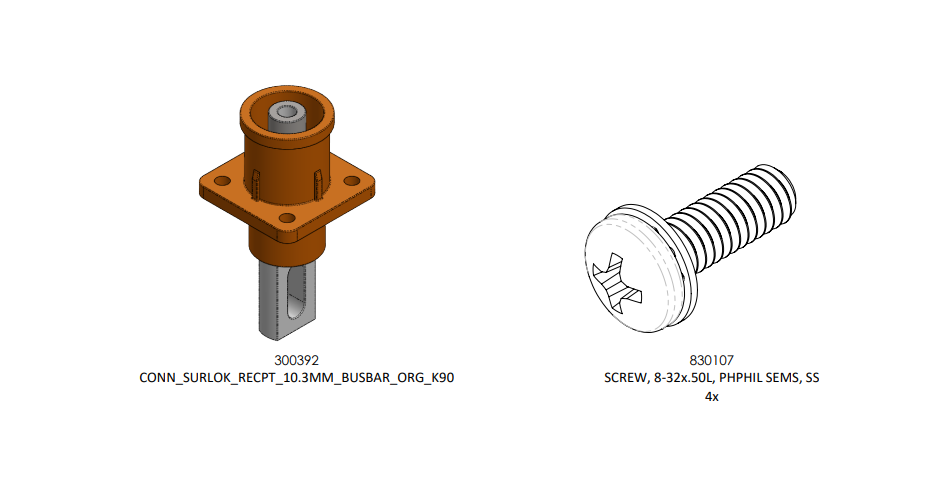 300392
CONN_SURLOK_RECPT_10.3MM_BUSBAR_ORG_K90
830107
SCREW, 8-32x.50L, PHPHIL SEMS, SS
4x